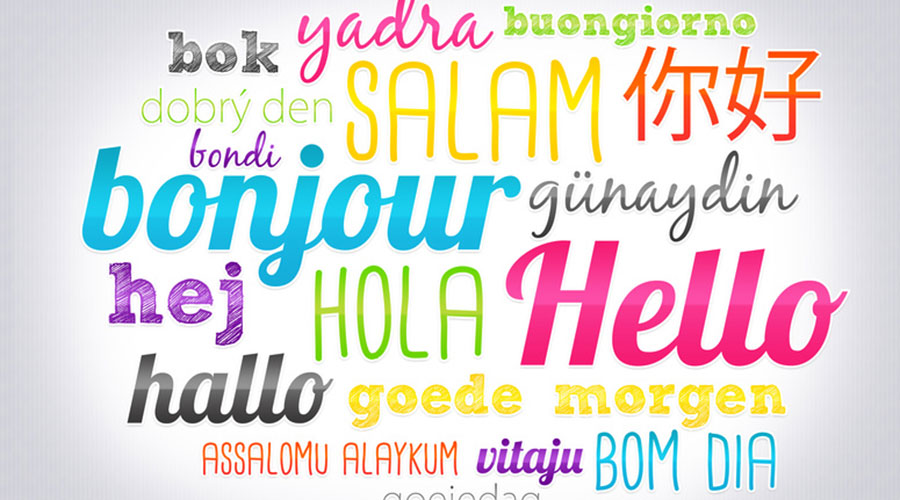 yadra
buongiorno
bok
SALAM
你好
dobrý den
bondi
bonjour
günaydin
hej
HOLA
Hello
hallo
goede morgen
ASSALOMU ALAYKUM
vitaju
BOM DIA